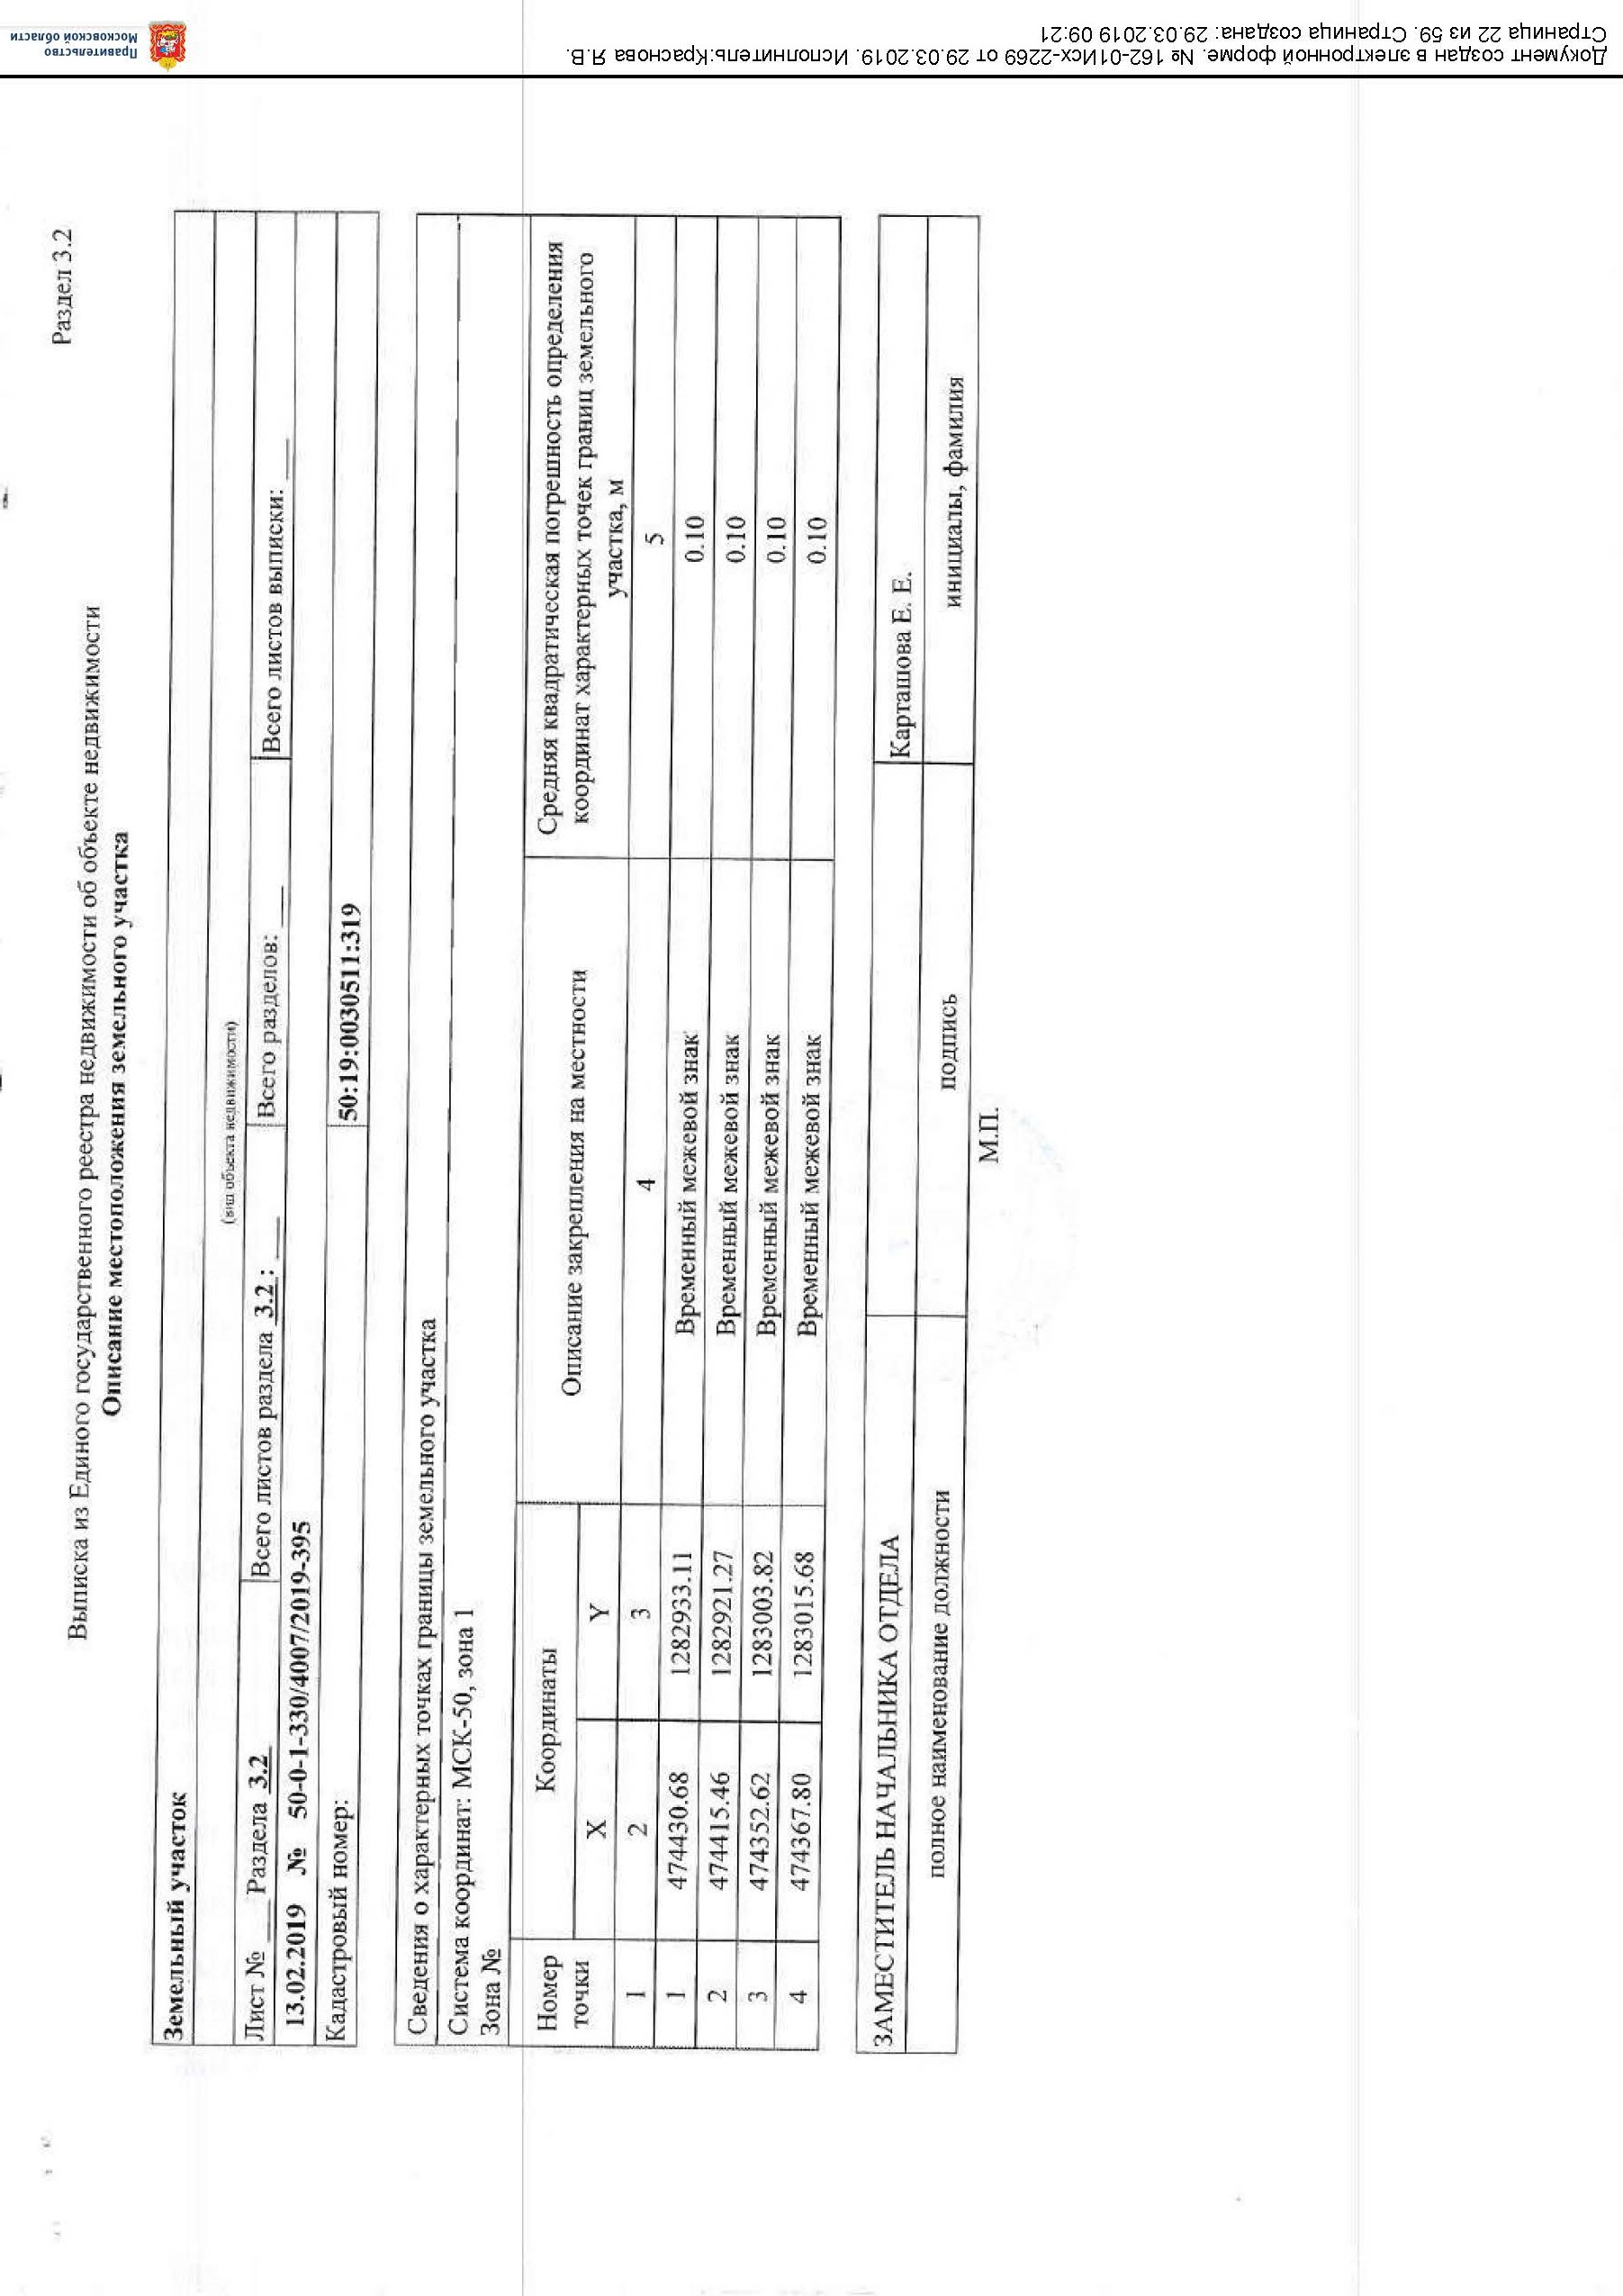 Раздел 3.2
Выписка из Единого государственного реестра недвижимости об объекте недвижимости
Описание местоположения земельного участка
Земельный участок
(вид объекта недвижимости)
Лист № ___ Раздела 3.2 Всего листов раздела 3.2 : ___ Всего разделов: ___ Всего листов выписки: ___
13.02.2019 № 50-0-1-330/4007/2019-395
Кадастровый номер: 50:19:0030511:319
Сведения о характерных точках границы земельного участка
Система координат: МСК-50, зона 1
Зона №
Номер точки Координаты Описание закрепления на местности Средняя квадратическая погрешность определения координат характерных точек границ земельного участка, м
X Y
1 2 3 4 5
1 474430.68 1282933.11 Временный межевой знак 0.10
2 474415.46 1282921.27 Временный межевой знак 0.10
3 474352.62 1283003.82 Временный межевой знак 0.10
4 474367.80 1283015.68 Временный межевой знак 0.10
ЗАМЕСТИТЕЛЬ НАЧАЛЬНИКА ОТДЕЛА Карташова Е. Е.
полное наименование должности подпись инициалы, фамилия
М.П.
Документ создан в электронной форме. № 162-01Исх-2269 от 29.03.2019. Исполнитель:Краснова Я.В.
Страница 22 из 59. Страница создана: 29.03.2019 09:21
Правительство
Московской области